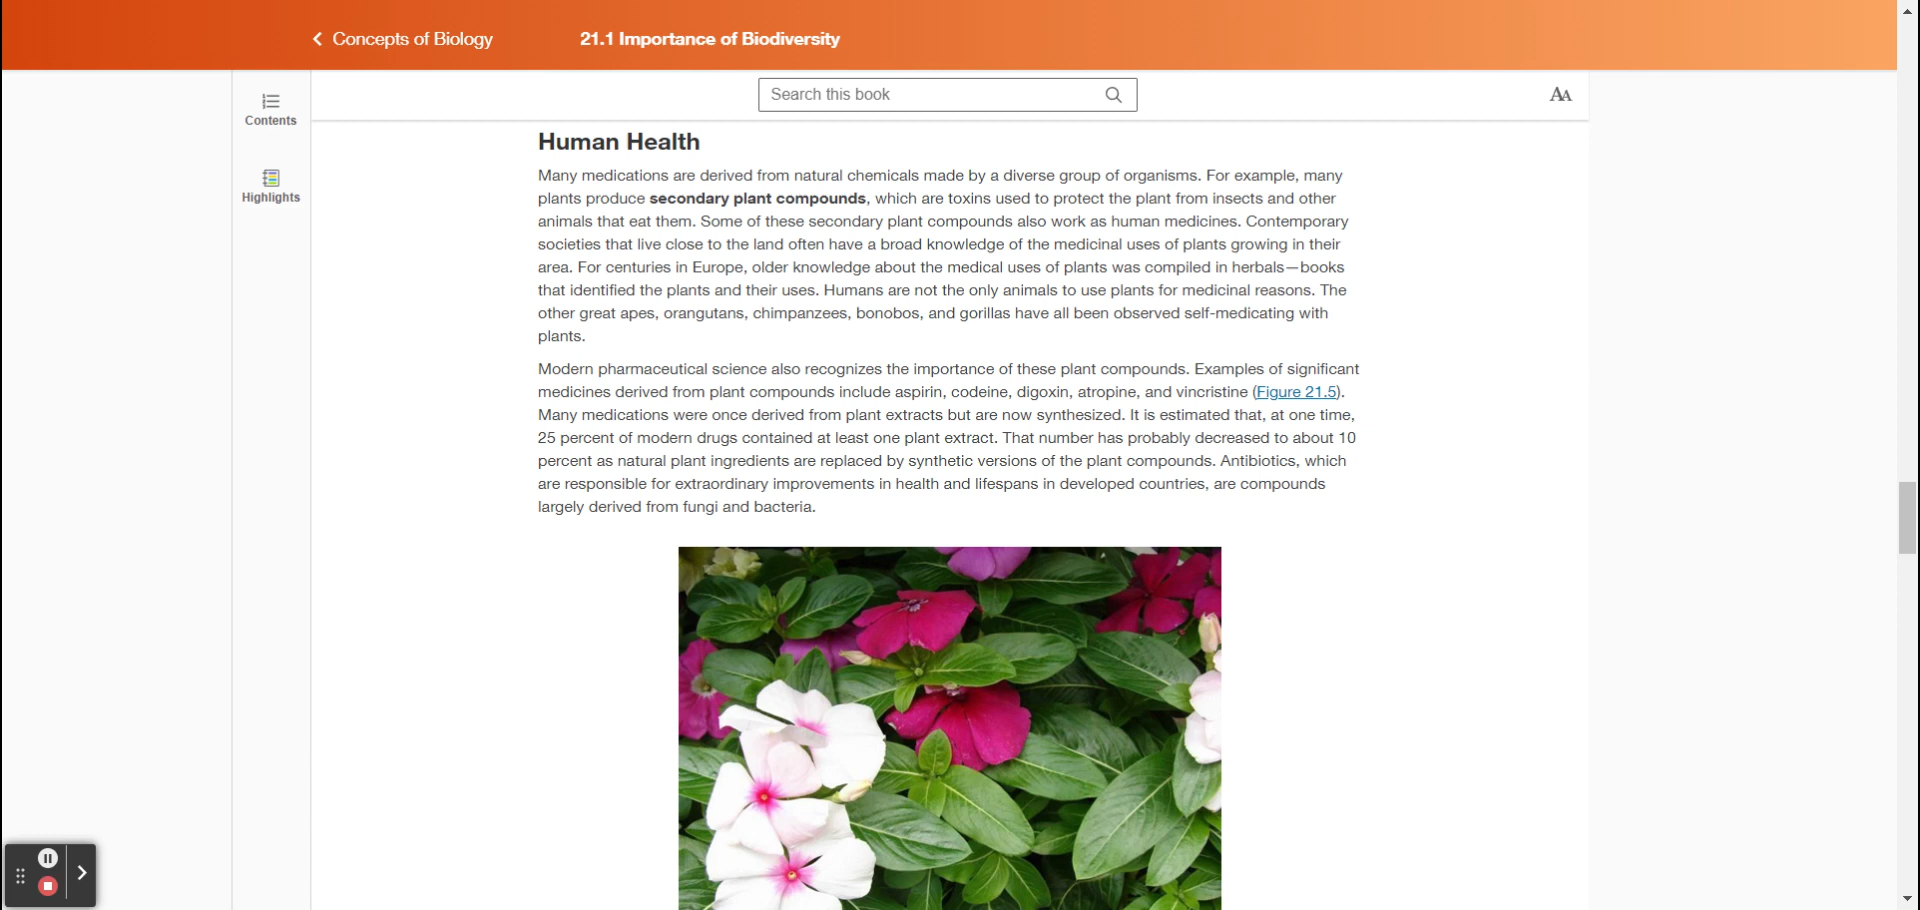 Concepts of Biology
21.1 Importance of Biodiversity
Contents
Highlights
Search this book
AA
Human Health
Many medications are derived from natural chemicals made by a diverse group of organisms. For example, many
plants produce secondary plant compounds, which are toxins used to protect the plant from insects and other
animals that eat them. Some of these secondary plant compounds also work as human medicines. Contemporary
societies that live close to the land often have a broad knowledge of the medicinal uses of plants growing in their
area. For centuries in Europe, older knowledge about the medical uses of plants was compiled in herbals—books
that identified the plants and their uses. Humans are not the only animals to use plants for medicinal reasons. The
other great apes, orangutans, chimpanzees, bonobos, and gorillas have all been observed self-medicating with
plants.
Modern pharmaceutical science also recognizes the importance of these plant compounds. Examples of significant
medicines derived from plant compounds include aspirin, codeine, digoxin, atropine, and vincristine (Figure 21.5).
Many medications were once derived from plant extracts but are now synthesized. It is estimated that, at one time,
25 percent of modern drugs contained at least one plant extract. That number has probably decreased to about 10
percent as natural plant ingredients are replaced by synthetic versions of the plant compounds. Antibiotics, which
are responsible for extraordinary improvements in health and lifespans in developed countries, are compounds
largely derived from fungi and bacteria.